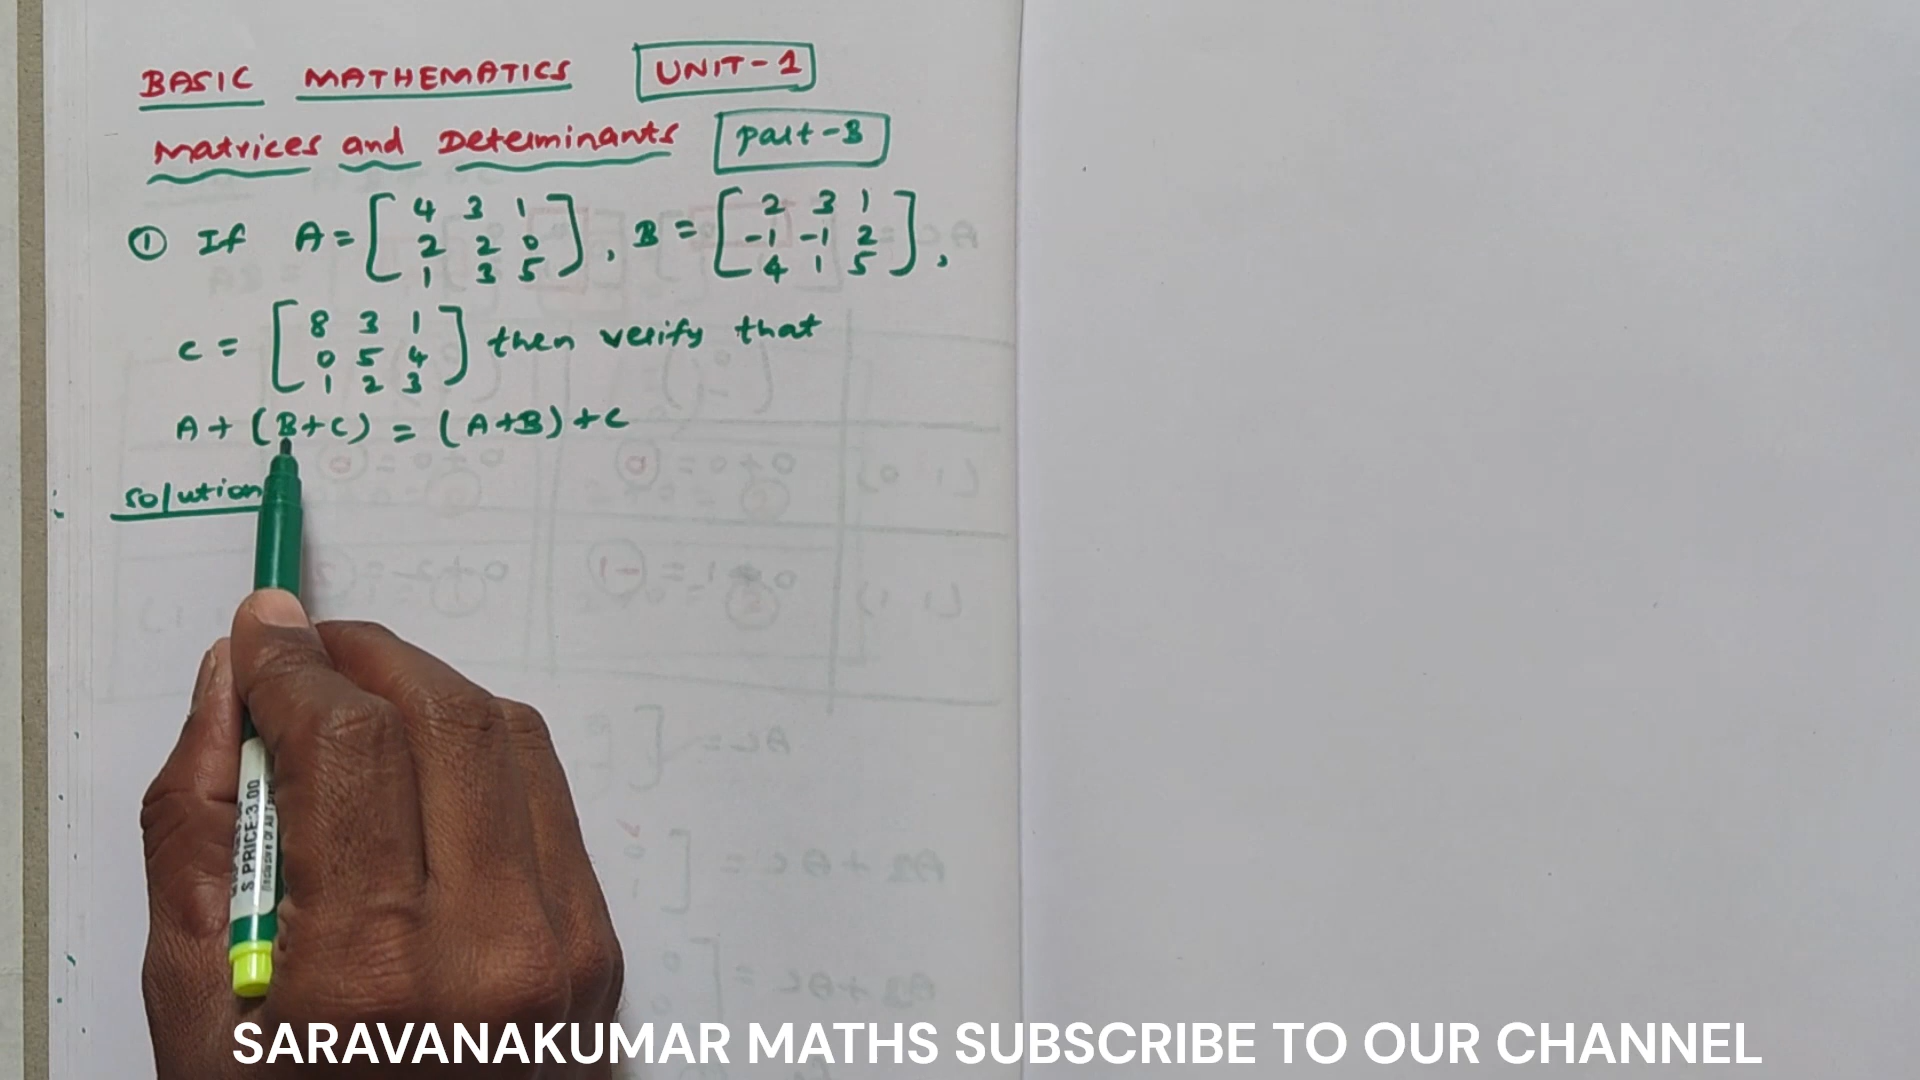 BASIC MATHEMATICS UNIT-1
Matrices and Determinants Part-B
① If A = [ 4 3 1
2 2 0
1 3 5 ] , B = [ 2 3 1
-1 -1 2
4 1 5 ] ,
C = [ 8 3 1
0 5 4
1 2 3 ] then verify that
A + (B+C) = (A+B) + C
Solution
S.PRICE:3.00
SARAVANAKUMAR MATHS SUBSCRIBE TO OUR CHANNEL